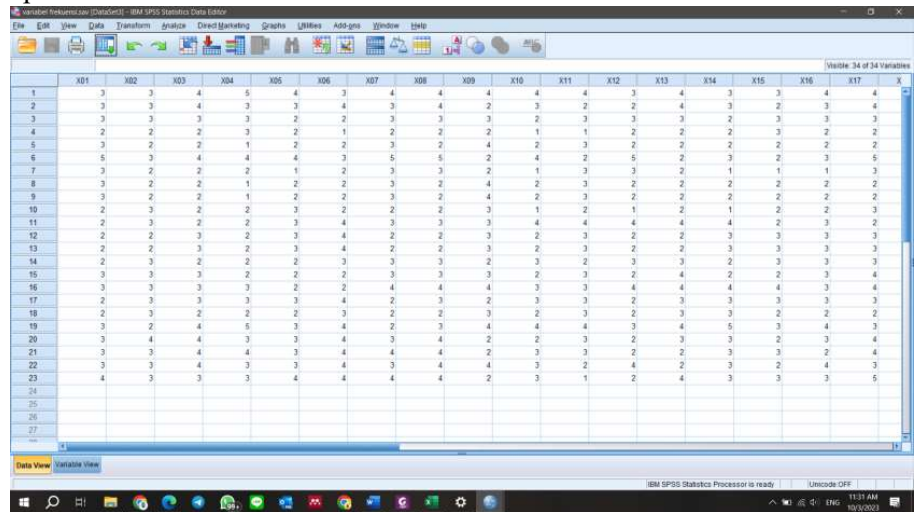 variabel frekuensi.sav [DataSet3] - IBM SPSS Statistics Data Editor
File Edit View Data Transform Analyze Direct Marketing Graphs Utilities Add-ons Window Help
Visible: 34 of 34 Variables
X01 X02 X03 X04 X05 X06 X07 X08 X09 X10 X11 X12 X13 X14 X15 X16 X17 X
1 3 3 4 5 4 3 4 4 4 4 4 3 4 3 3 4 4
2 3 3 4 3 3 4 3 4 2 3 2 2 4 3 2 3 4
3 3 3 3 3 2 2 3 3 3 2 3 3 3 2 3 3 3
4 2 2 2 3 2 1 2 2 2 1 1 2 2 2 3 2 2
5 3 2 2 1 2 2 3 2 4 2 3 2 2 2 2 2 2
6 5 3 4 4 4 3 5 5 2 4 2 5 2 3 2 3 5
7 3 2 2 2 1 2 3 3 2 1 3 3 2 1 1 1 3
8 3 2 2 1 2 2 3 2 4 2 3 2 2 2 2 2 2
9 3 2 2 1 2 2 3 2 4 2 3 2 2 2 2 2 2
10 2 3 2 2 3 2 2 2 3 1 2 1 2 1 2 2 3
11 2 3 2 2 3 4 3 3 3 4 4 4 4 4 2 3 2
12 2 2 3 2 3 4 2 2 3 2 3 2 2 3 3 3 3
13 2 2 3 2 3 4 2 2 3 2 3 2 2 3 3 3 3
14 2 3 2 2 3 3 3 2 3 2 3 3 2 3 3 4
15 3 3 3 2 2 2 3 3 3 2 3 2 4 2 2 3 4
16 3 3 3 3 2 2 4 4 4 3 3 4 4 4 4 3 4
17 2 3 3 3 3 4 2 3 2 3 3 2 3 3 3 3 3
18 2 3 2 2 2 3 2 2 3 2 3 2 3 3 2 2 2
19 3 2 4 5 3 4 2 3 4 4 4 3 4 5 3 4 3
20 3 4 4 3 3 4 3 4 2 2 3 2 3 3 2 3 4
21 3 3 4 4 3 4 4 4 2 3 3 2 2 3 3 2 4
22 3 3 4 3 3 4 3 4 4 3 2 4 2 3 2 4 3
23 4 3 3 3 4 4 4 4 2 3 1 2 4 3 3 3 5
24
25
26
27
Data View Variable View
IBM SPSS Statistics Processor is ready Unicode:OFF
ENG 11:31 AM
10/3/2023